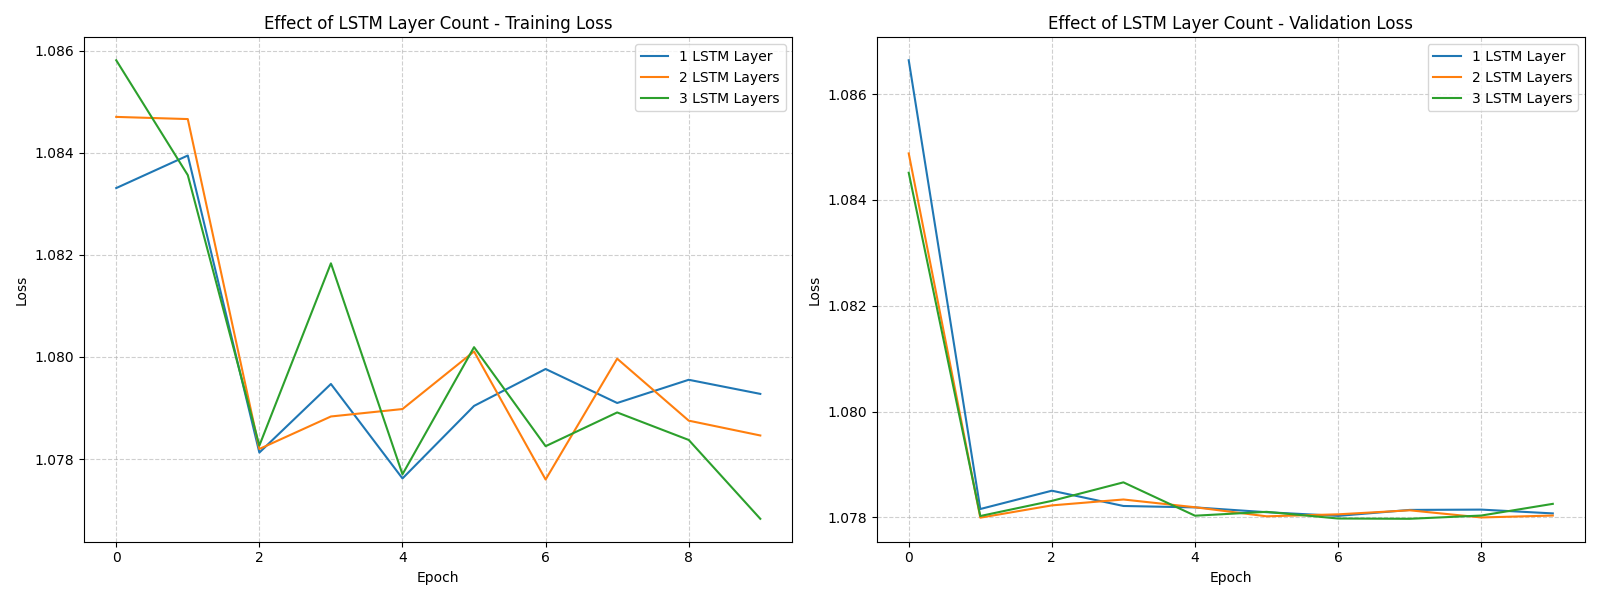 Effect of LSTM Layer Count - Training Loss
1.086
1.084
1.082
1.080
1.078
Loss
0 2 4 6 8
Epoch
1 LSTM Layer
2 LSTM Layers
3 LSTM Layers
Effect of LSTM Layer Count - Validation Loss
1.086
1.084
1.082
1.080
1.078
Loss
0 2 4 6 8
Epoch
1 LSTM Layer
2 LSTM Layers
3 LSTM Layers